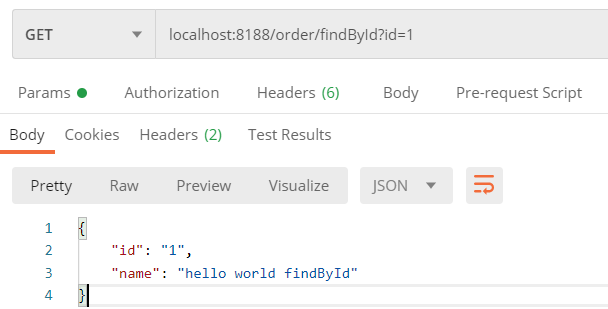 GET localhost:8188/order/findById?id=1
Params Authorization Headers (6) Body Pre-request Script
Body Cookies Headers (2) Test Results
Pretty Raw Preview Visualize JSON
1 {
2 "id": "1",
3 "name": "hello world findById"
4 }